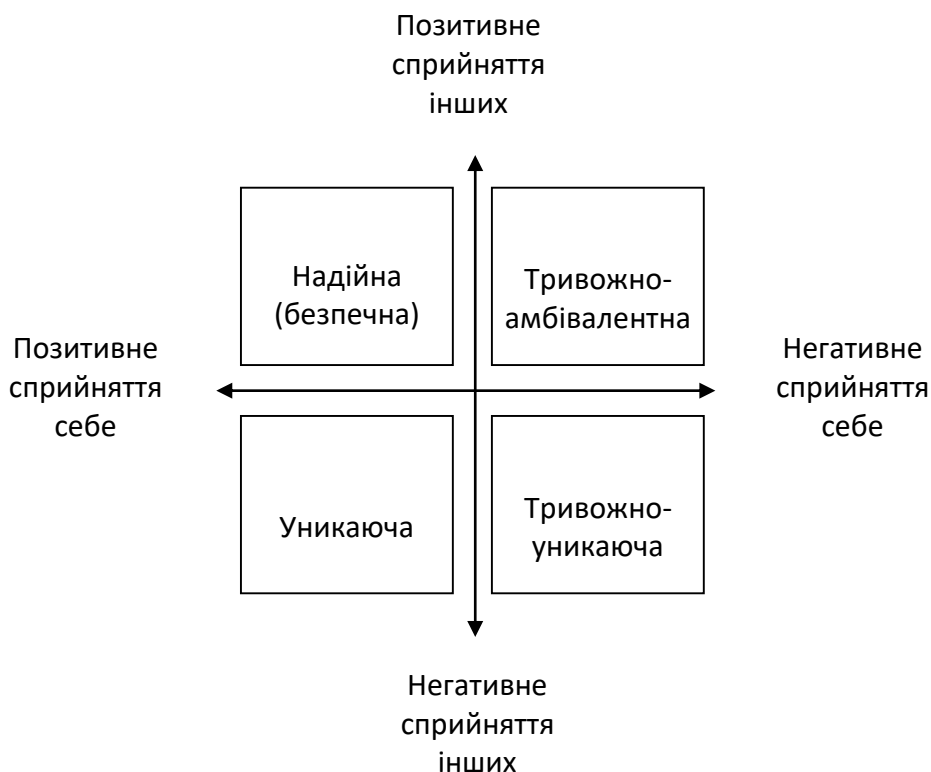 Позитивне
сприйняття
інших
Надійна
(безпечна)
Тривожно-
амбівалентна
Позитивне
сприйняття
себе
Негативне
сприйняття
себе
Уникаюча
Тривожно-
уникаюча
Негативне
сприйняття
інших